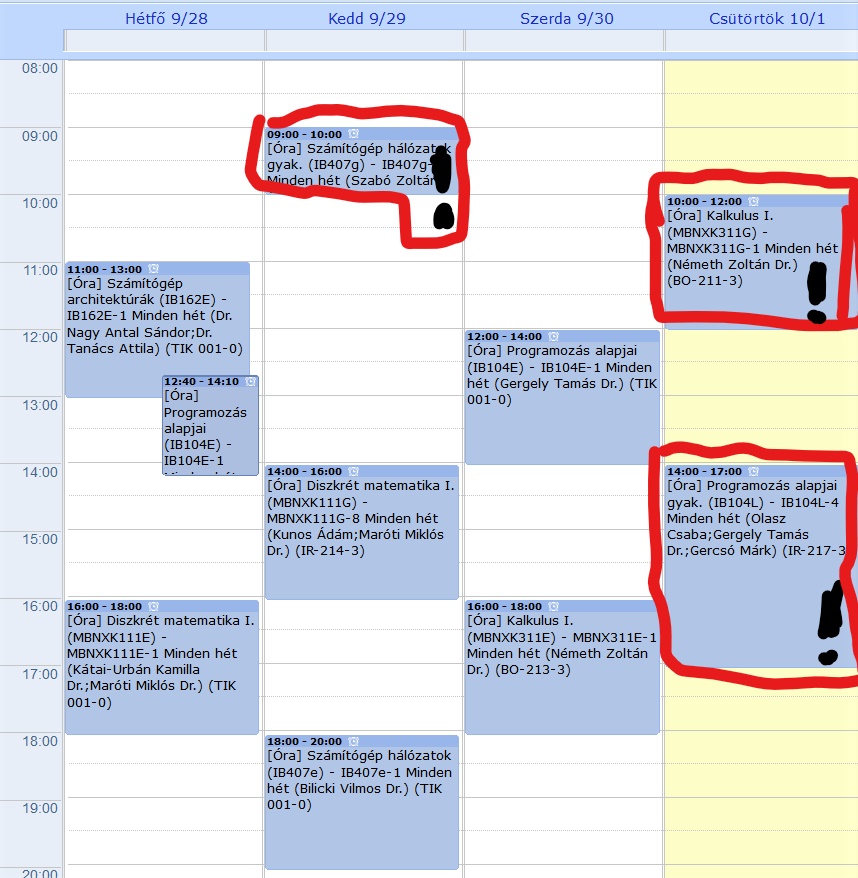 Hétfő 9/28
Kedd 9/29
Szerda 9/30
Csütörtök 10/1
08:00
09:00
10:00
11:00
12:00
13:00
14:00
15:00
16:00
17:00
18:00
19:00
20:00
11:00 - 13:00
[Óra] Számítógép
architektúrák (IB162E) -
IB162E-1 Minden hét (Dr.
Nagy Antal Sándor;Dr.
Tanács Attila) (TIK 001-0)
12:40 - 14:10
[Óra]
Programozás
alapjai
(IB104E) -
IB104E-1
Minden hét
16:00 - 18:00
[Óra] Diszkrét matematika I.
(MBNXK111E) -
MBNXK111E-1 Minden hét
(Kátai-Urbán Kamilla
Dr.;Maróti Miklós Dr.) (TIK
001-0)
09:00 - 10:00
[Óra] Számítógép hálózatok
gyak. (IB407g) - IB407g-
Minden hét (Szabó Zoltán
14:00 - 16:00
[Óra] Diszkrét matematika I.
(MBNXK111G) -
MBNXK111G-8 Minden hét
(Kunos Ádám;Maróti Miklós
Dr.) (IR-214-3)
18:00 - 20:00
[Óra] Számítógép hálózatok
(IB407e) - IB407e-1 Minden
hét (Bilicki Vilmos Dr.) (TIK
001-0)
12:00 - 14:00
[Óra] Programozás alapjai
(IB104E) - IB104E-1 Minden
hét (Gergely Tamás Dr.) (TIK
001-0)
16:00 - 18:00
[Óra] Kalkulus I.
(MBNXK311E) - MBNX311E-1
Minden hét (Németh Zoltán
Dr.) (BO-213-3)
10:00 - 12:00
[Óra] Kalkulus I.
(MBNXK311G) -
MBNXK311G-1 Minden hét
(Németh Zoltán Dr.)
(BO-211-3)
14:00 - 17:00
[Óra] Programozás alapjai
gyak. (IB104L) - IB104L-4
Minden hét (Olasz
Csaba;Gergely Tamás
Dr.;Gercsó Márk) (IR-217-3